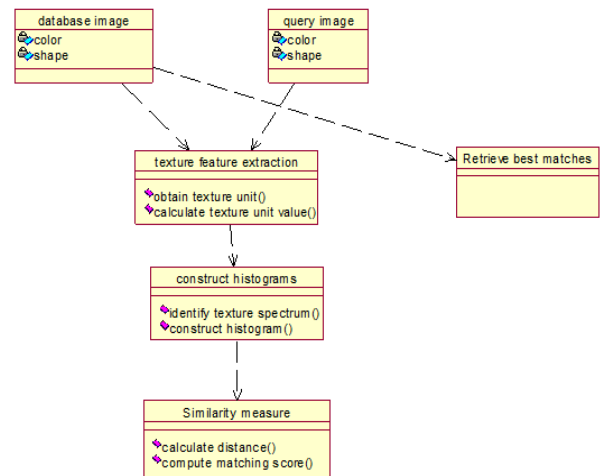 database image
color
shape
query image
color
shape
texture feature extraction
obtain texture unit()
calculate texture unit value()
Retrieve best matches
construct histograms
identify texture spectrum()
construct histogram()
Similarity measure
calculate distance()
compute matching score()